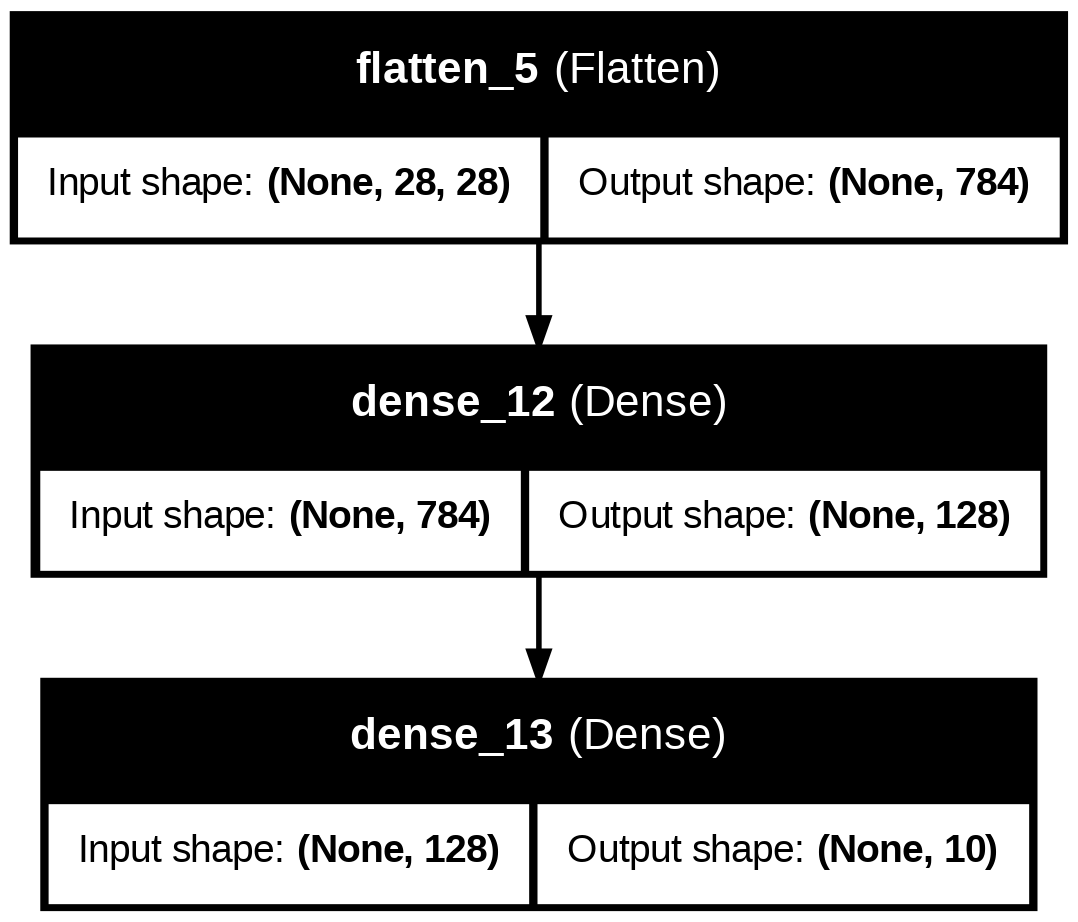 flatten_5 (Flatten)
Input shape: (None, 28, 28) Output shape: (None, 784)
dense_12 (Dense)
Input shape: (None, 784) Output shape: (None, 128)
dense_13 (Dense)
Input shape: (None, 128) Output shape: (None, 10)